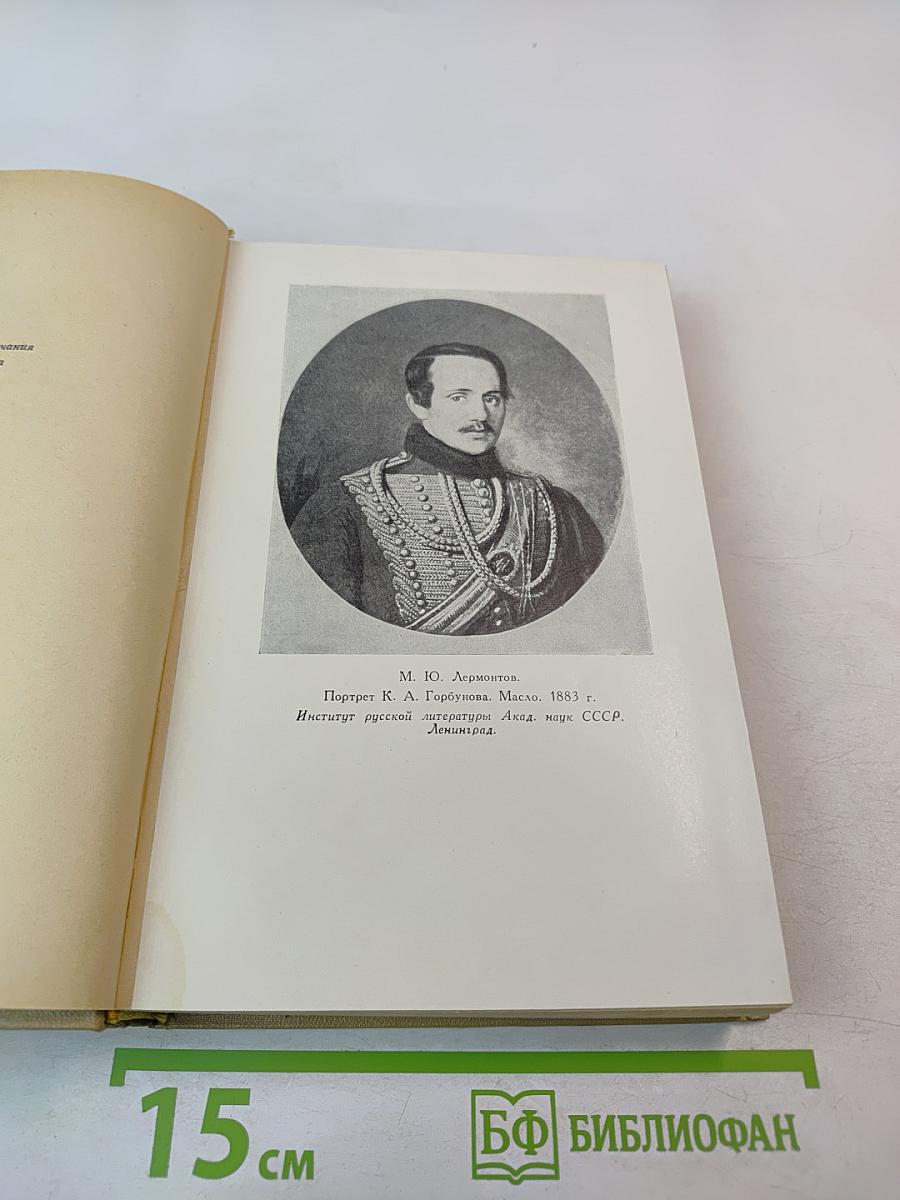 М. Ю. Лермонтов.
Портрет К. А. Горбунова. Масло. 1883 г.
Институт русской литературы Акад. наук СССР.
Ленинград.
15 см
БФ БИБЛИОФАН